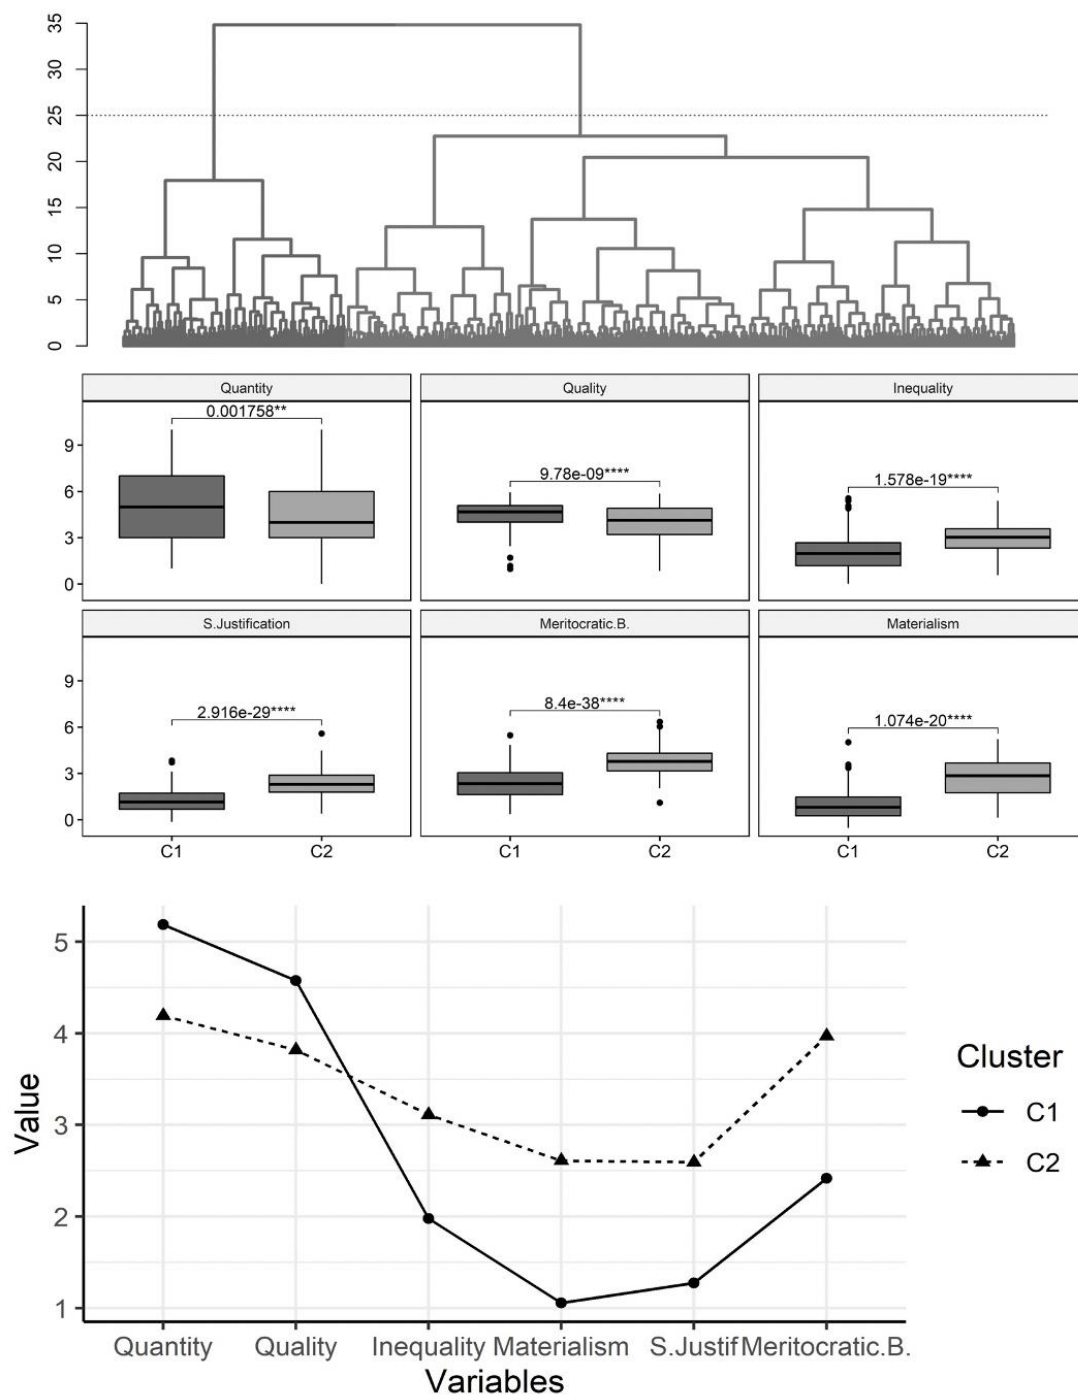 35
30
25
20
15
10
5
0
Quantity Quality Inequality
0.001758**
9.78e-09****
1.578e-19****
9
6
3
0
S.Justification Meritocratic.B. Materialism
2.916e-29****
8.4e-38****
1.074e-20****
9
6
3
0
C1 C2 C1 C2 C1 C2
Value
5
4
3
2
1
Quantity Quality Inequality Materialism S.Justif Meritocratic.B.
Variables
Cluster
C1
C2